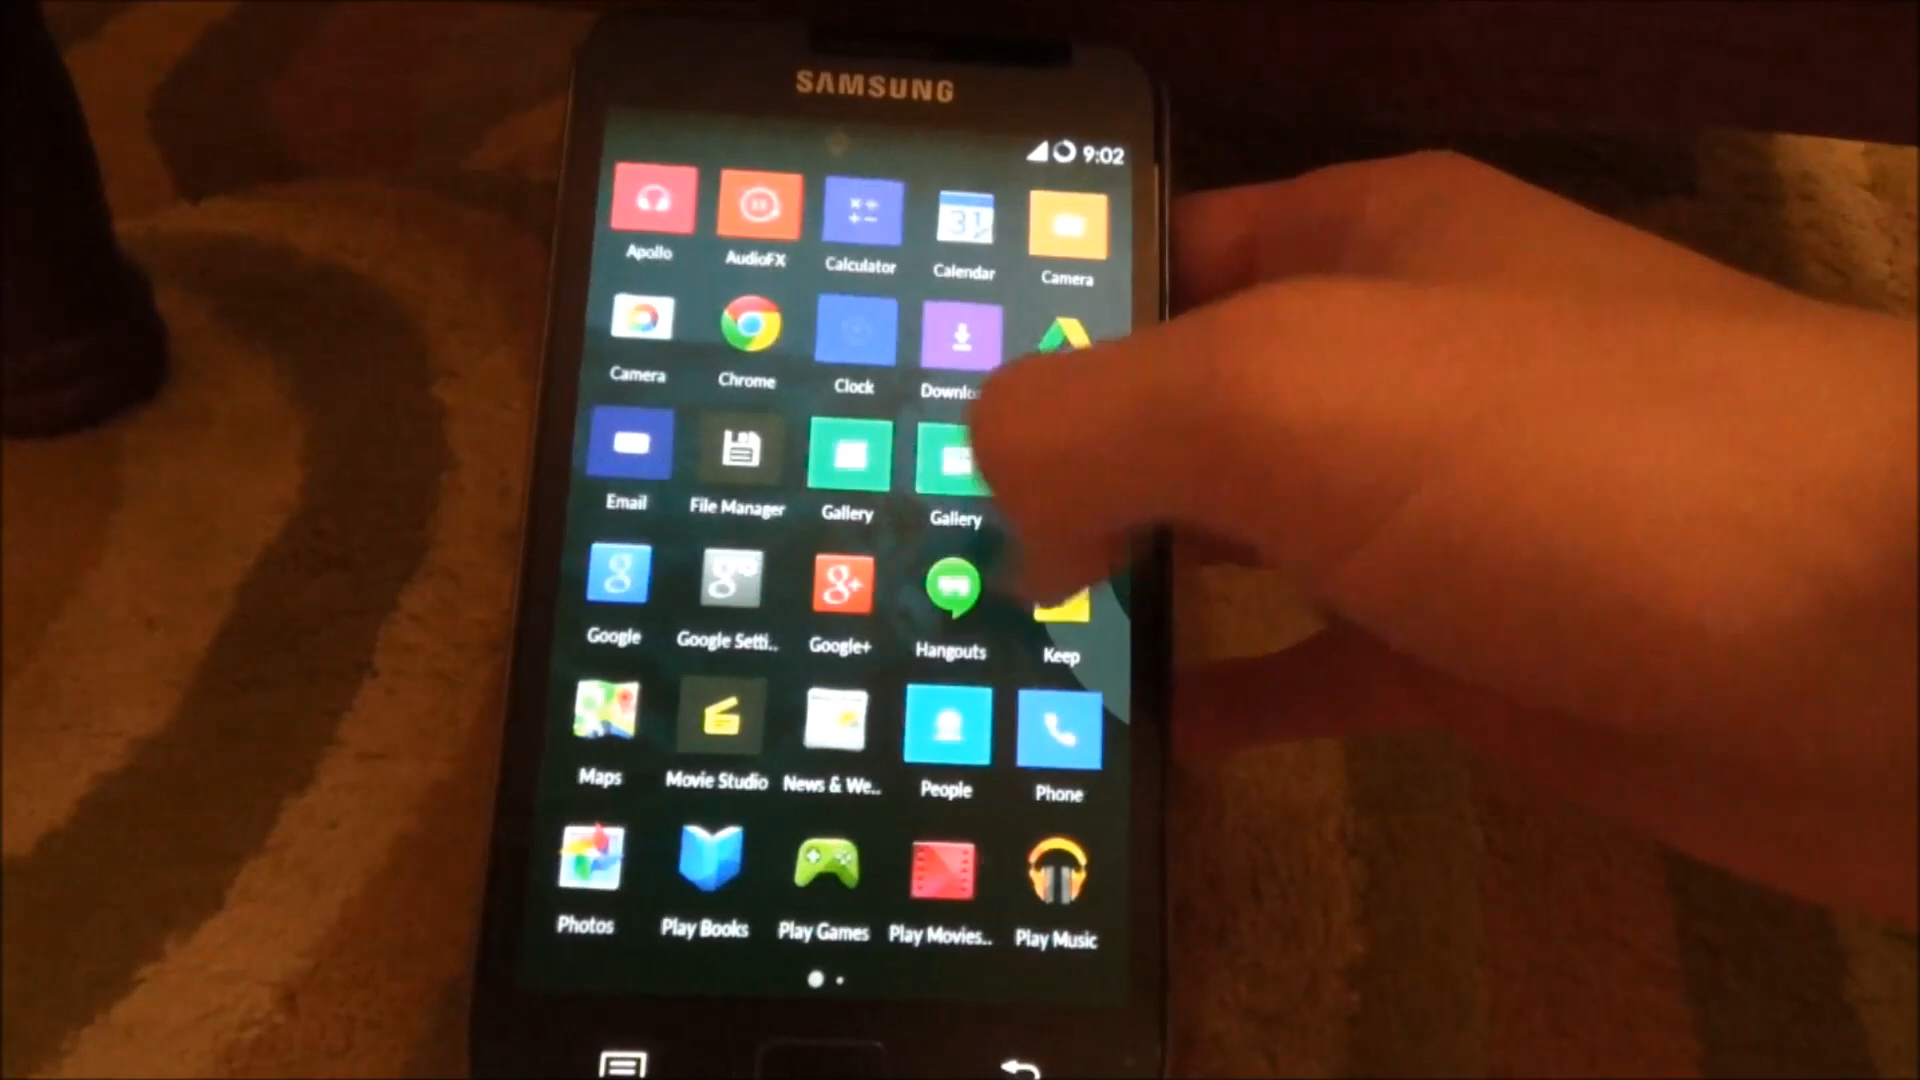 SAMSUNG
9:02
Apollo
AudioFX
Calculator
31
Calendar
Camera
Camera
Chrome
Clock
Downlo
Email
File Manager
Gallery
Gallery
g
g
g+
Google
Google Setti..
Google+
Hangouts
Keep
Maps
Movie Studio
News & We..
People
Phone
Photos
Play Books
Play Games
Play Movies..
Play Music